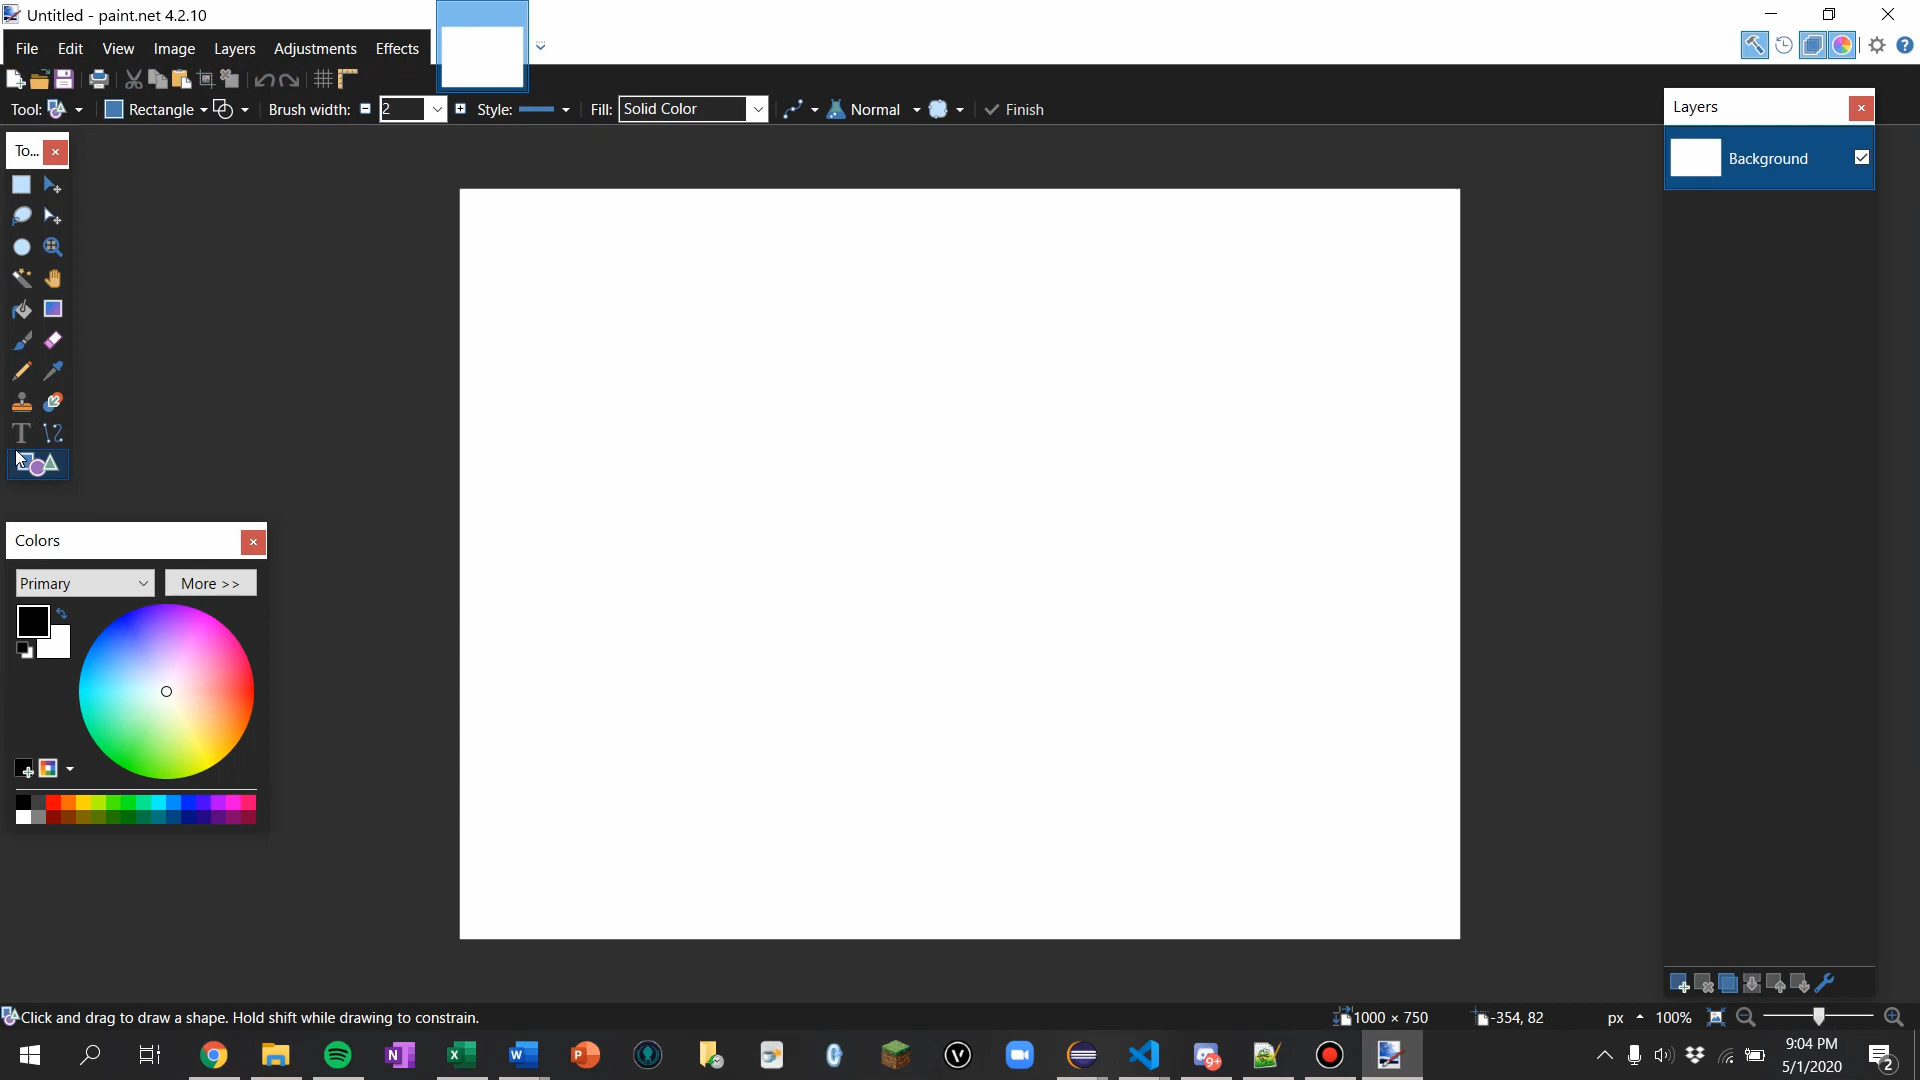 Untitled - paint.net 4.2.10
File Edit View Image Layers Adjustments Effects
Tool: Rectangle Brush width: 2 Style: Fill: Solid Color Normal Finish
To...
Layers
Background
Colors
Primary More >>
Click and drag to draw a shape. Hold shift while drawing to constrain.
1000 × 750 -354, 82 px 100%
9:04 PM
5/1/2020
9+
2